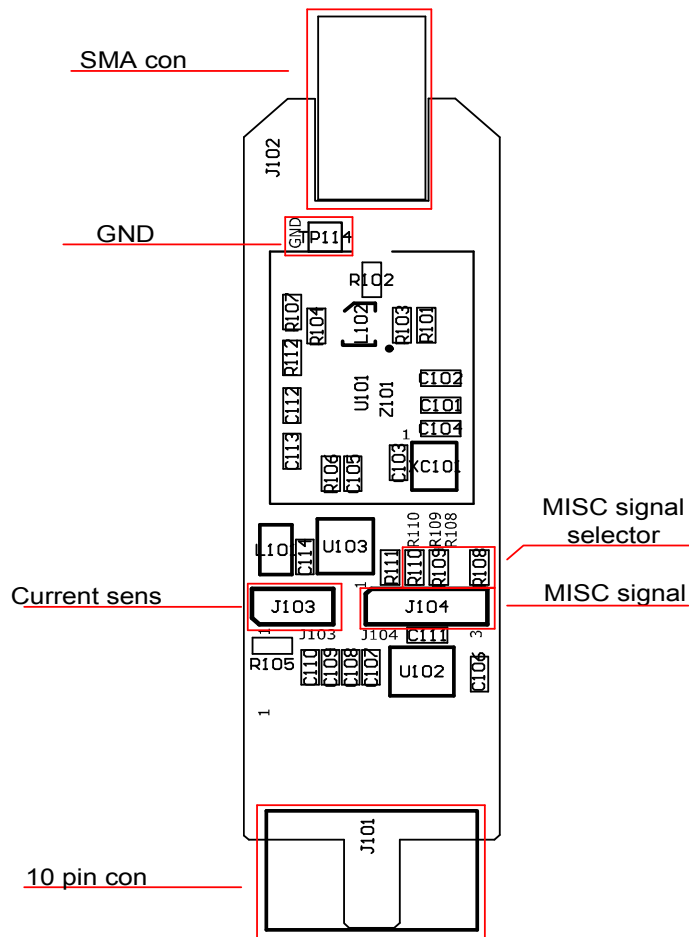 SMA con
J102
GND
GND
TP114
R102
R107
R104
L102
R103
R101
R112
U101
Z101
C102
C101
C104
C112
C113
R106
C105
C103
1
XC101
MISC signal
selector
R110
R109
R108
L101
C114
U103
R111
R110
R109
R108
1
Current sens
J103
J104
MISC signal
1
J103
J104
C111
3
R105
C110
C109
C108
C107
U102
C106
1
J101
10 pin con